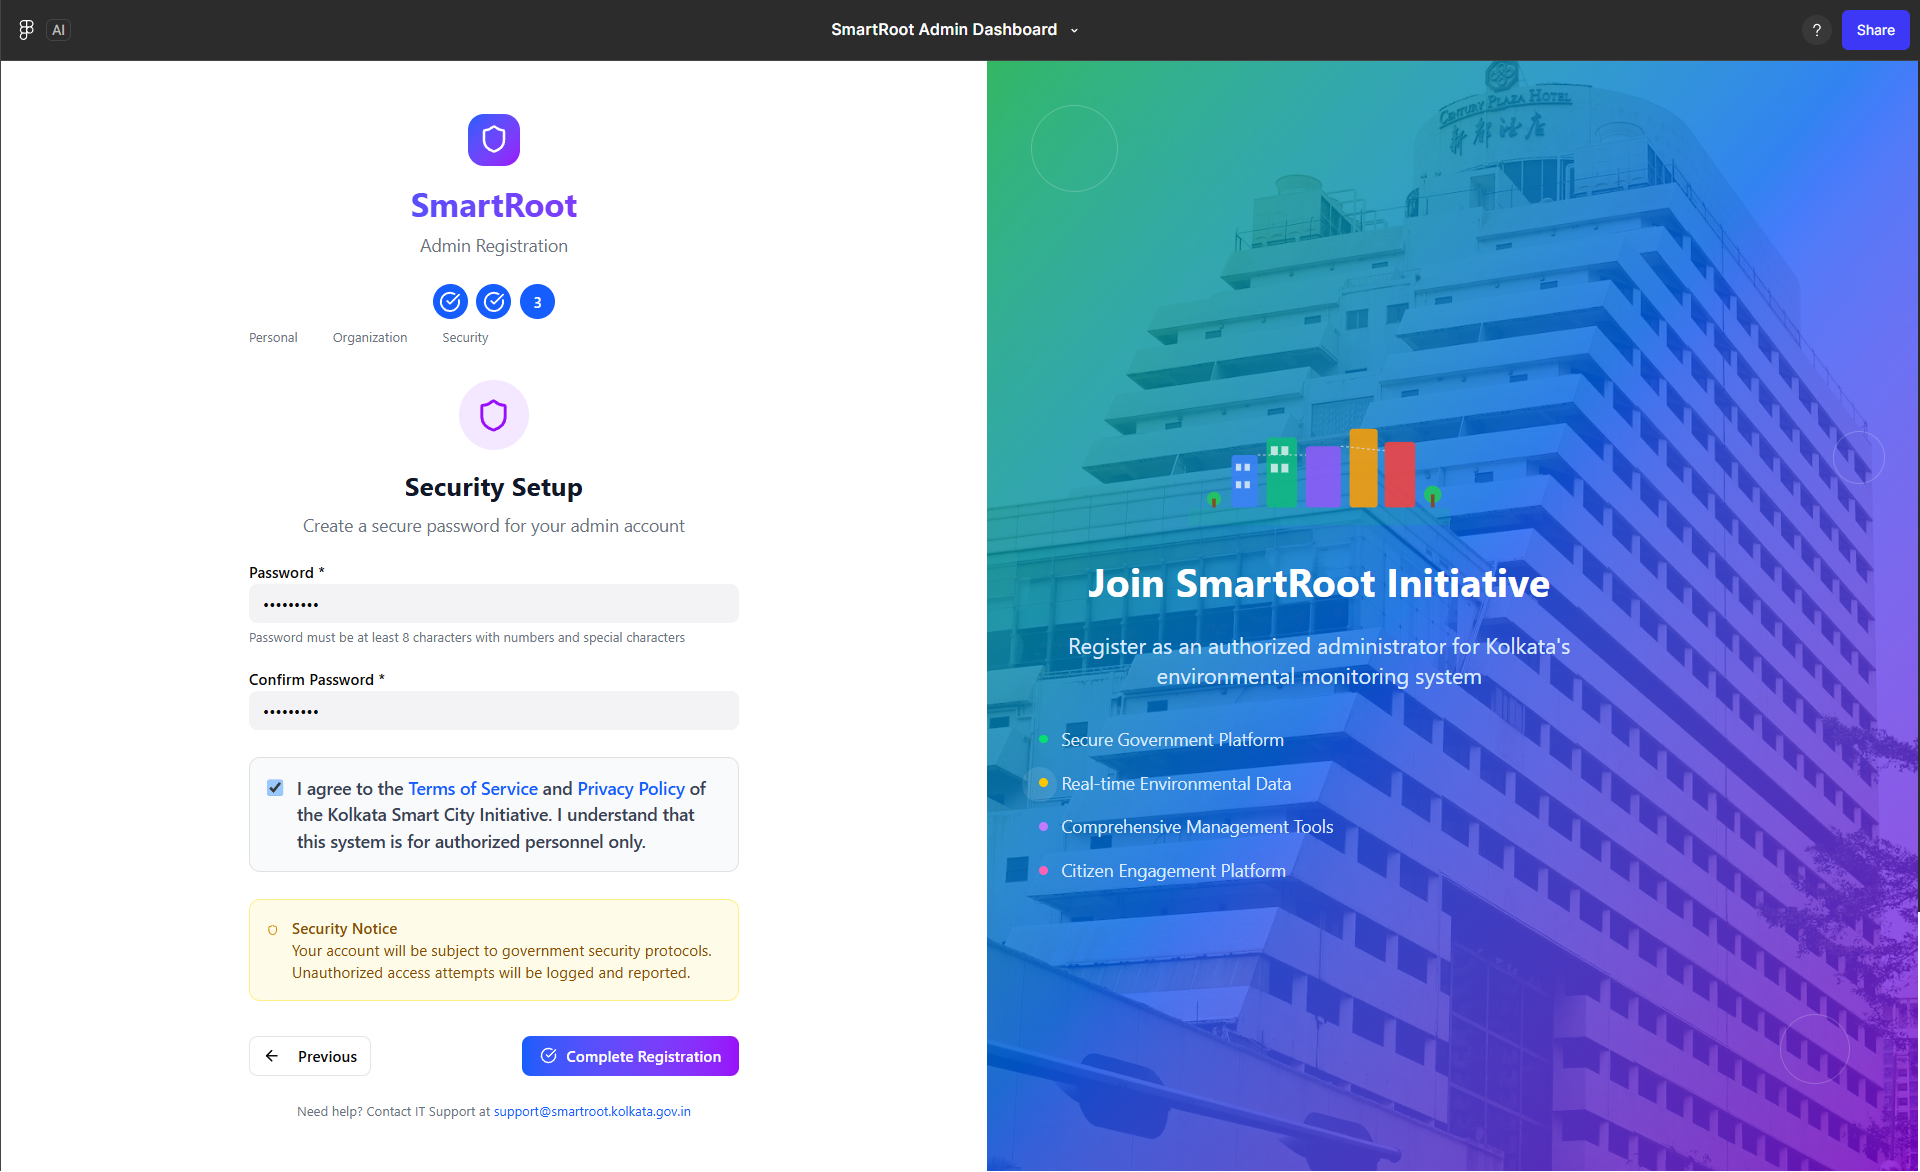 AI
SmartRoot Admin Dashboard
?
Share
SmartRoot
Admin Registration
3
Personal
Organization
Security
Security Setup
Create a secure password for your admin account
Password *
•••••••••
Password must be at least 8 characters with numbers and special characters
Confirm Password *
•••••••••
I agree to the Terms of Service and Privacy Policy of
the Kolkata Smart City Initiative. I understand that
this system is for authorized personnel only.
Security Notice
Your account will be subject to government security protocols.
Unauthorized access attempts will be logged and reported.
Previous
Complete Registration
Need help? Contact IT Support at support@smartroot.kolkata.gov.in
CENTURY PLAZA HOTEL
新都酒店
Join SmartRoot Initiative
Register as an authorized administrator for Kolkata's
environmental monitoring system
Secure Government Platform
Real-time Environmental Data
Comprehensive Management Tools
Citizen Engagement Platform